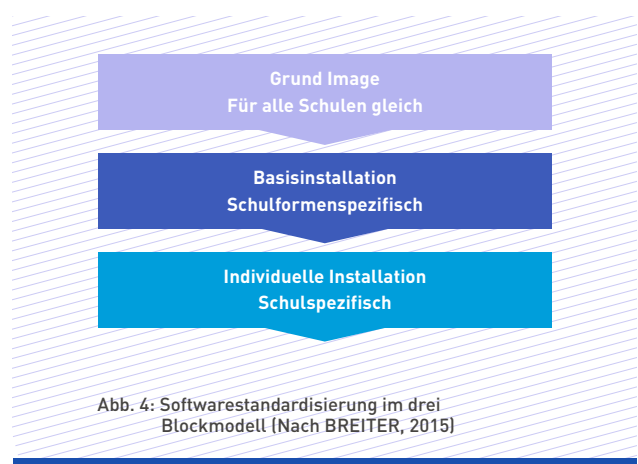 Grund Image
Für alle Schulen gleich
Basisinstallation
Schulformenspezifisch
Individuelle Installation
Schulspezifisch
Abb. 4: Softwarestandardisierung im drei
Blockmodell (Nach BREITER, 2015)